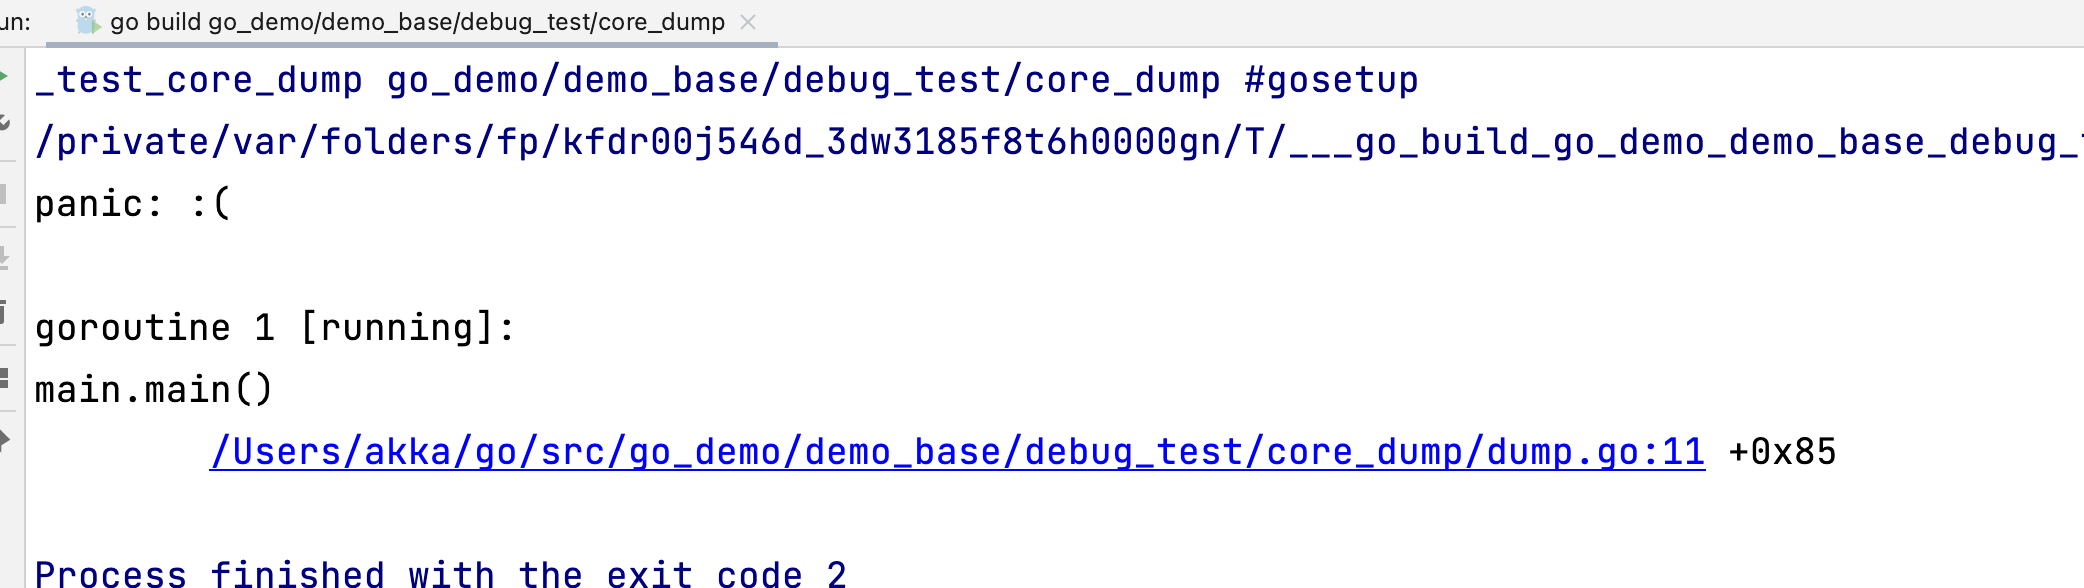 un: go build go_demo/demo_base/debug_test/core_dump
_test_core_dump go_demo/demo_base/debug_test/core_dump #gosetup
/private/var/folders/fp/kfdr00j546d_3dw3185f8t6h0000gn/T/___go_build_go_demo_demo_base_debug_
panic: :(
goroutine 1 [running]:
main.main()
/Users/akka/go/src/go_demo/demo_base/debug_test/core_dump/dump.go:11 +0x85
Process finished with the exit code 2